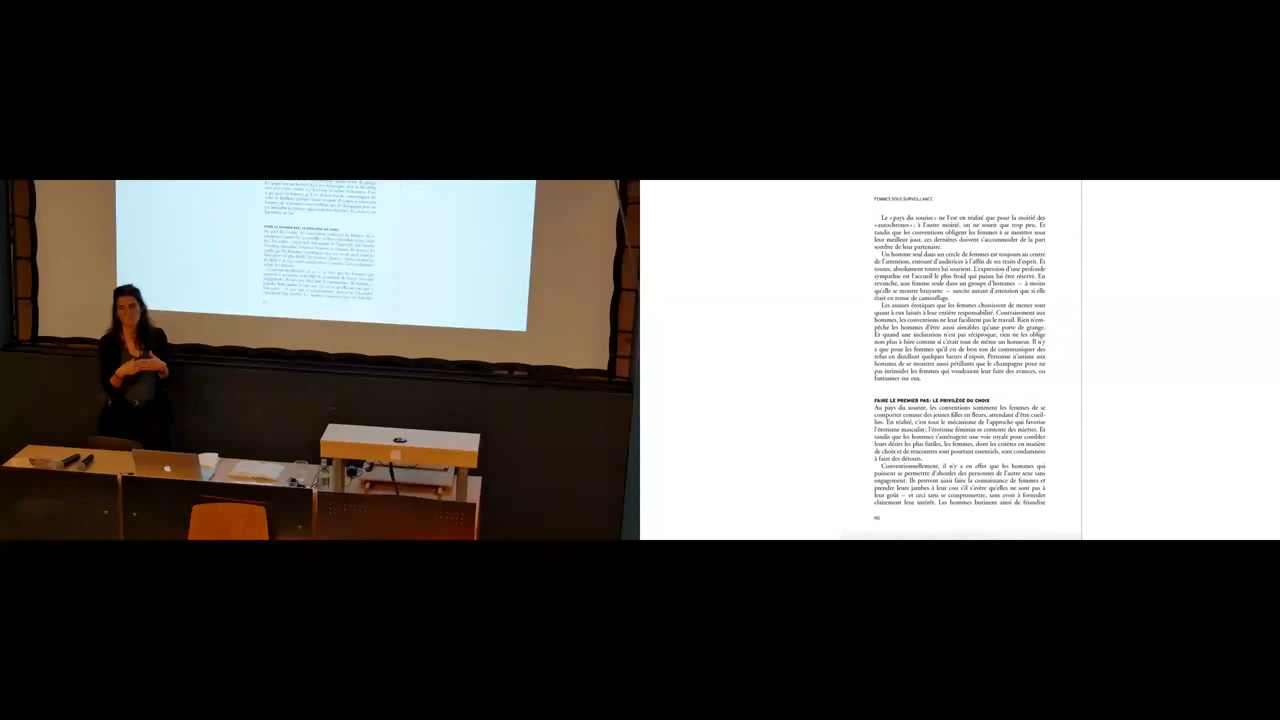 FEMMES SOUS SURVEILLANCE
Le «pays du sourire» ne l'est en réalité que pour la moitié des
«autochtones»; à l'autre moitié, on ne sourit que trop peu. Et
tandis que les conventions obligent les femmes à se montrer sous
leur meilleur jour, ces dernières doivent s'accommoder de la part
sombre de leur partenaire.
Un homme seul dans un cercle de femmes est toujours au centre
de l'attention, entouré d'auditrices à l'affût de ses traits d'esprit. Et
toutes, absolument toutes lui sourient. L'expression d'une profonde
sympathie est l'accueil le plus froid qui puisse lui être réservé. En
revanche, une femme seule dans un groupe d'hommes – à moins
qu'elle se montre bruyante – suscite autant d'attention que si elle
était en tenue de camouflage.
Les assauts érotiques que les femmes choisissent de mener sont
quant à eux laissés à leur entière responsabilité. Contrairement aux
hommes, les conventions ne leur facilitent pas le travail. Rien n'em-
pêche les hommes d'être aussi aimables qu'une porte de grange.
Et quand une inclination n'est pas réciproque, rien ne les oblige
non plus à faire comme si c'était tout de même un honneur. Il n'y
a que pour les femmes qu'il est de bon ton de communiquer des
refus en distillant quelques lueurs d'espoir. Personne n'intime aux
hommes de se montrer aussi pétillants que le champagne pour ne
pas intimider les femmes qui voudraient leur faire des avances, ou
fantasmer sur eux.
FAIRE LE PREMIER PAS: LE PRIVILÈGE DU CHOIX
Au pays du sourire, les conventions somment les femmes de se
comporter comme des jeunes filles en fleurs, attendant d'être cueil-
lies. En réalité, c'est tout le mécanisme de l'approche qui favorise
l'érotisme masculin: l'érotisme féminin se contente des miettes. Et
tandis que les hommes s'aménagent une voie royale pour combler
leurs désirs les plus futiles, les femmes, dont les critères en matière
de choix et de rencontres sont pourtant essentiels, sont condamnées
à faire des détours.
Conventionnellement, il n'y a en effet que les hommes qui
puissent se permettre d'aborder des personnes de l'autre sexe sans
engagement. Ils peuvent ainsi faire la connaissance de femmes et
prendre leurs jambes à leur cou s'il s'avère qu'elles ne sont pas à
leur goût – et ceci sans se compromettre, sans avoir à formuler
clairement leur intérêt. Les hommes butinent ainsi de friandise